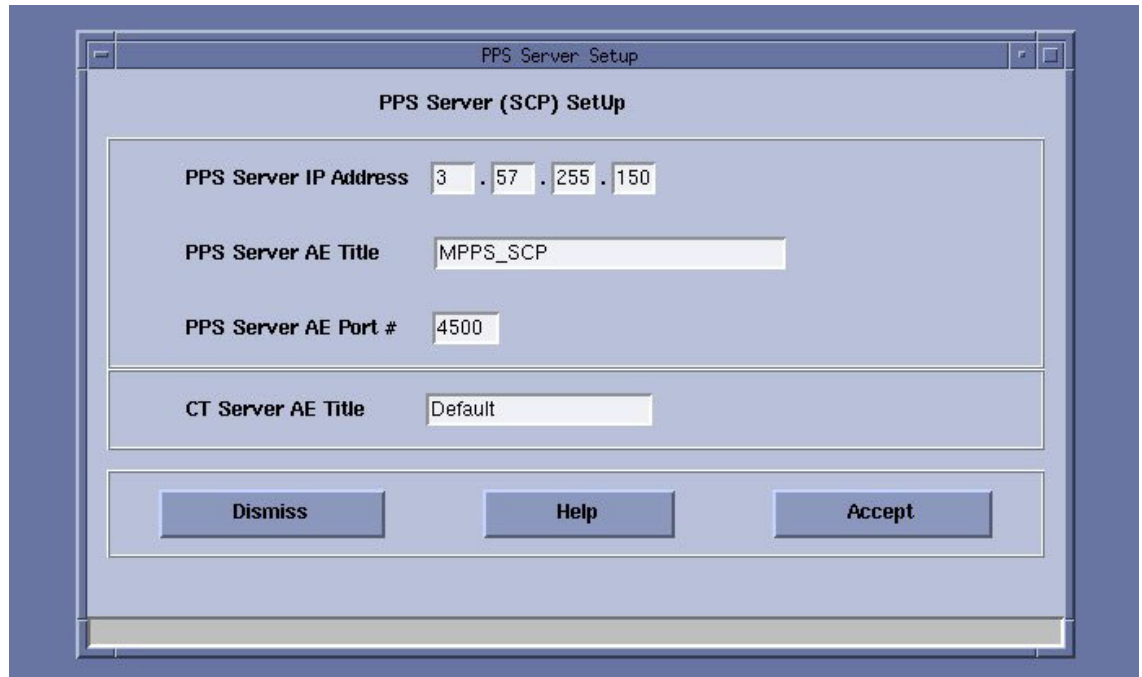 PPS Server Setup
PPS Server (SCP) SetUp
PPS Server IP Address 3 . 57 . 255 . 150
PPS Server AE Title MPPS_SCP
PPS Server AE Port # 4500
CT Server AE Title Default
Dismiss Help Accept